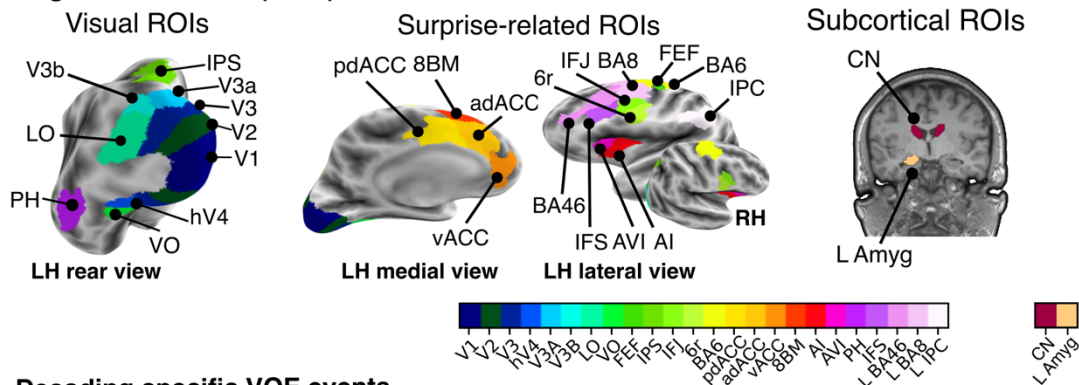 Visual ROIs
Surprise-related ROIs
Subcortical ROIs
V3b
IPS
V3a
V3
V2
V1
LO
PH
hV4
VO
LH rear view
pdACC
8BM
adACC
vACC
LH medial view
6r
IFJ
BA8
FEF
BA6
IPC
BA46
IFS
AVI
AI
RH
LH lateral view
CN
L Amyg
V1
V2
V3
hV4
V3A
V3B
LO
VO
FEF
IPS
IFJ
6r
BA6
pdACC
adACC
vACC
8BM
AI
AVI
PH
IFS
L BA46
L BA8
L IPC
CN
L Amyg
Decoding specific VOE events